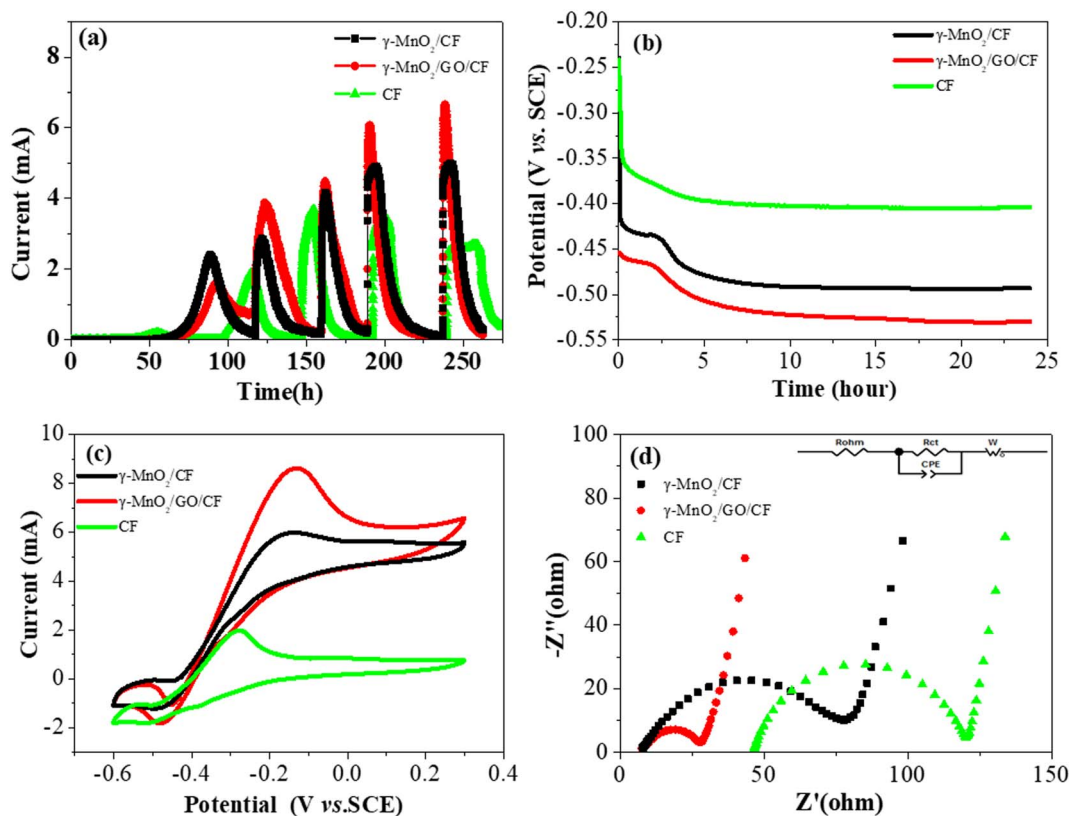 (a)
γ-MnO₂/CF
γ-MnO₂/GO/CF
CF
8
6
4
2
0
0 50 100 150 200 250
Current (mA)
Time(h)
(b)
γ-MnO₂/CF
γ-MnO₂/GO/CF
CF
-0.20
-0.25
-0.30
-0.35
-0.40
-0.45
-0.50
-0.55
0 5 10 15 20 25
Potential (V vs. SCE)
Time (hour)
(c)
γ-MnO₂/CF
γ-MnO₂/GO/CF
CF
10
8
6
4
2
0
-2
-0.6 -0.4 -0.2 0.0 0.2 0.4
Current (mA)
Potential (V vs.SCE)
(d)
γ-MnO₂/CF
γ-MnO₂/GO/CF
CF
Rohm Rct W
CPE
100
80
60
40
20
0
0 50 100 150
-Z''(ohm)
Z'(ohm)